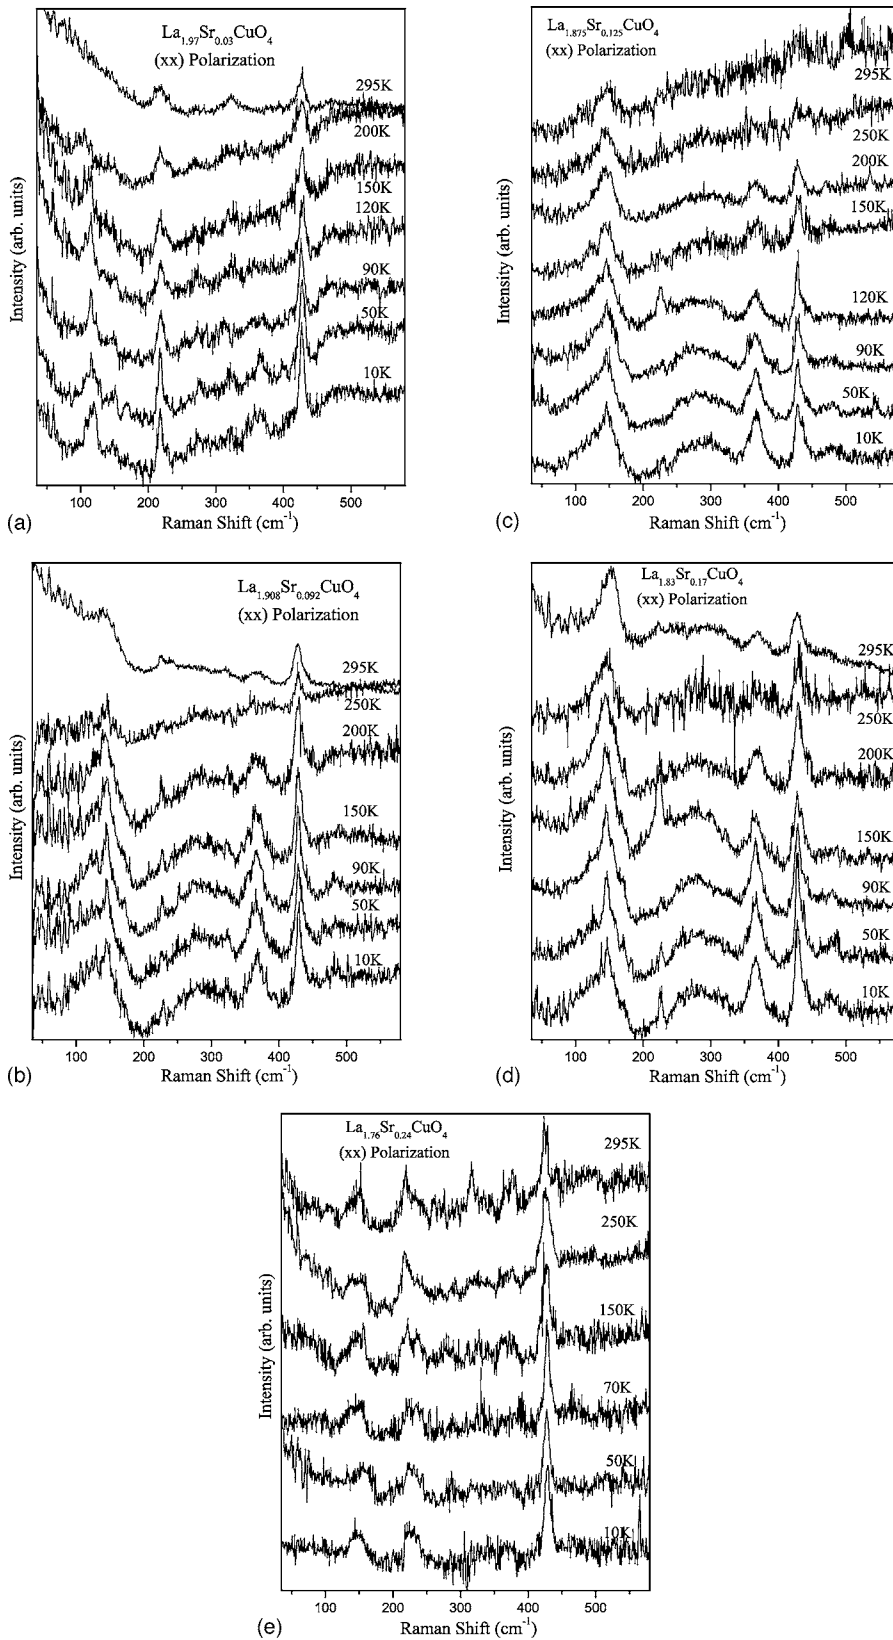 La1.97Sr0.03CuO4
(xx) Polarization
295K
200K
150K
120K
90K
50K
10K
Intensity (arb. units)
100 200 300 400 500
Raman Shift (cm-1)
(a)
La1.875Sr0.125CuO4
(xx) Polarization
295K
250K
200K
150K
120K
90K
50K
10K
Intensity (arb. units)
100 200 300 400 500
Raman Shift (cm-1)
(c)
La1.908Sr0.092CuO4
(xx) Polarization
295K
250K
200K
150K
90K
50K
10K
Intensity (arb. units)
100 200 300 400 500
Raman Shift (cm-1)
(b)
La1.83Sr0.17CuO4
(xx) Polarization
295K
250K
200K
150K
90K
50K
10K
Intensity (arb. units)
100 200 300 400 500
Raman Shift (cm-1)
(d)
La1.76Sr0.24CuO4
(xx) Polarization
295K
250K
150K
70K
50K
10K
Intensity (arb. units)
100 200 300 400 500
Raman Shift (cm-1)
(e)